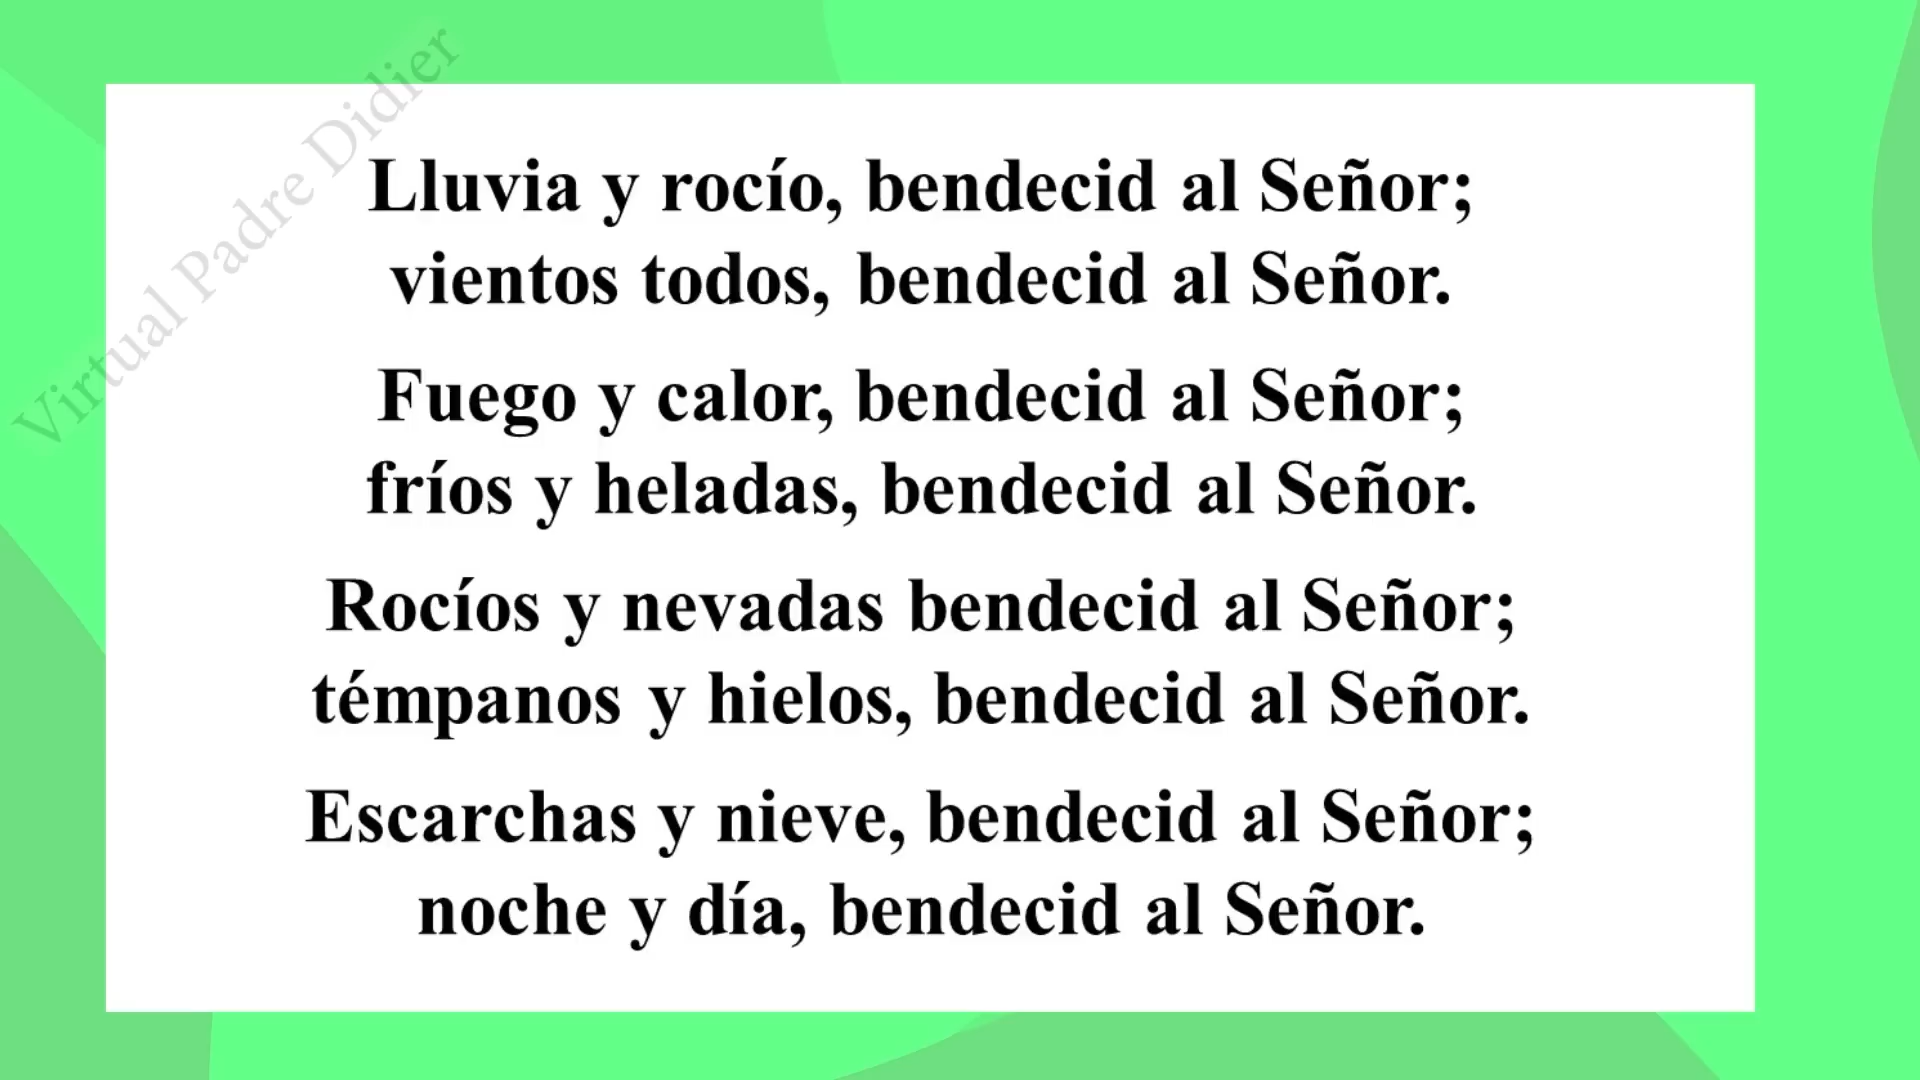 Virtual Padre Didier
Lluvia y rocío, bendecid al Señor;
vientos todos, bendecid al Señor.
Fuego y calor, bendecid al Señor;
fríos y heladas, bendecid al Señor.
Rocíos y nevadas bendecid al Señor;
témpanos y hielos, bendecid al Señor.
Escarchas y nieve, bendecid al Señor;
noche y día, bendecid al Señor.